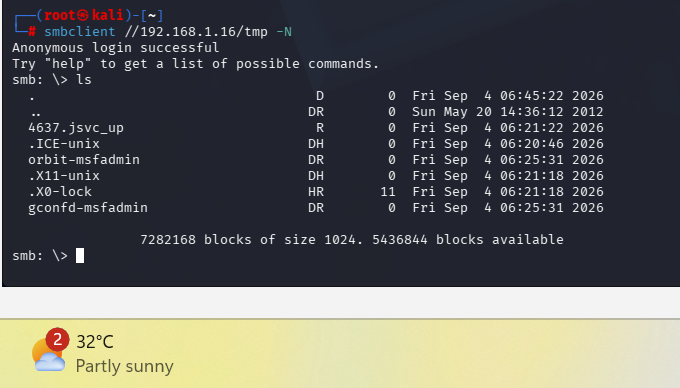 ┌──(root㉿kali)-[~]
└─# smbclient //192.168.1.16/tmp -N
Anonymous login successful
Try "help" to get a list of possible commands.
smb: \> ls
  .                                   D        0  Fri Sep  4 06:45:22 2026
  ..                                 DR        0  Sun May 20 14:36:12 2012
  4637.jsvc_up                        R        0  Fri Sep  4 06:21:22 2026
  .ICE-unix                          DH        0  Fri Sep  4 06:20:46 2026
  orbit-msfadmin                     DR        0  Fri Sep  4 06:25:31 2026
  .X11-unix                          DH        0  Fri Sep  4 06:21:18 2026
  .X0-lock                           HR       11  Fri Sep  4 06:21:18 2026
  gconfd-msfadmin                    DR        0  Fri Sep  4 06:25:31 2026
                7282168 blocks of size 1024. 5436844 blocks available
smb: \>
2
32°C
Partly sunny